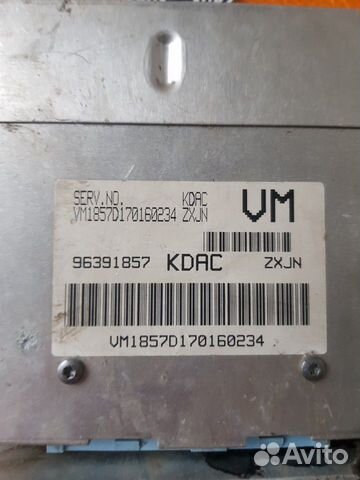 SERV.NO. KDAC VM
VM1857D170160234 ZXJN
96391857 KDAC ZXJN
VM1857D170160234
Avito